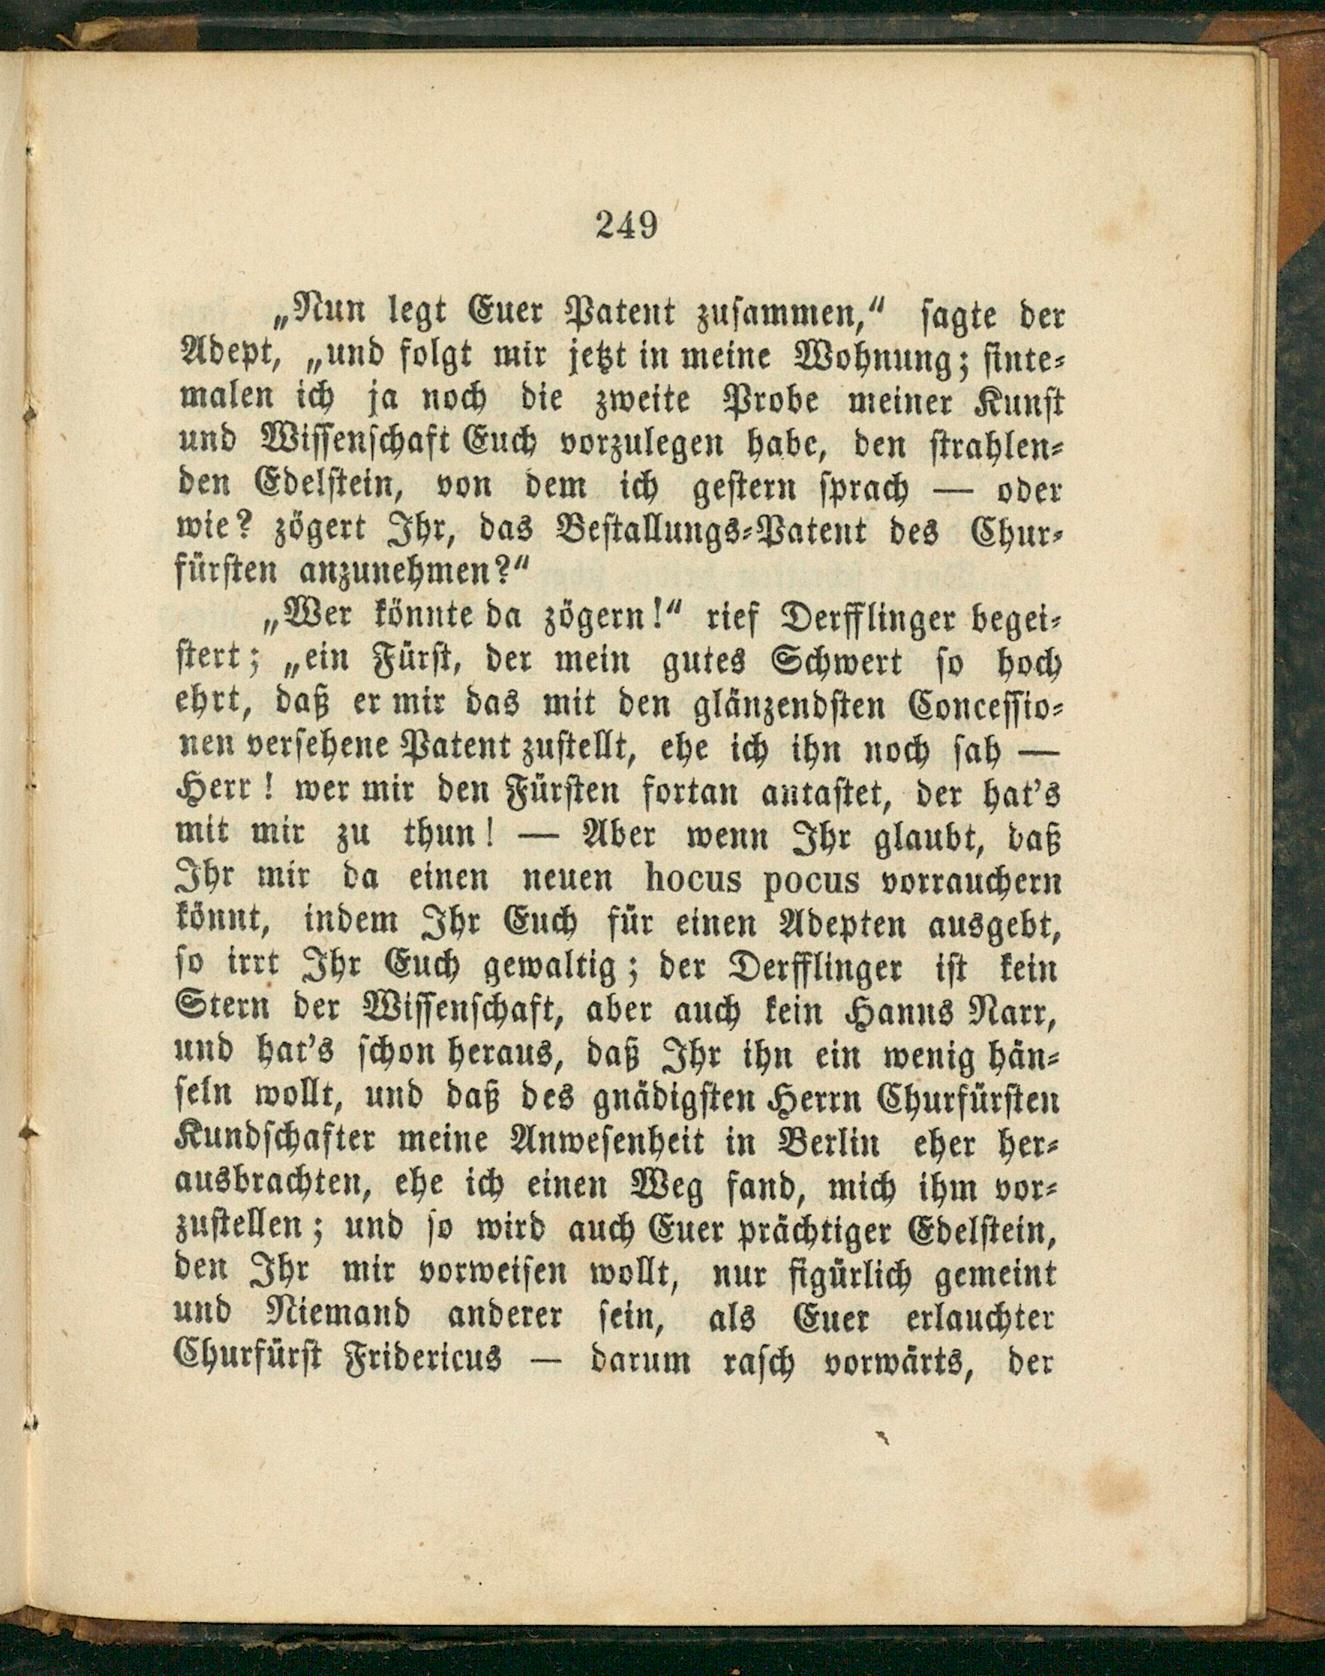 249
„Nun legt Euer Patent zusammen,“ sagte der
Adept, „und folgt mir jetzt in meine Wohnung; sinte-
malen ich ja noch die zweite Probe meiner Kunst
und Wissenschaft Euch vorzulegen habe, den strahlen-
den Edelstein, von dem ich gestern sprach — oder
wie? zögert Ihr, das Bestallungs-Patent des Chur-
fürsten anzunehmen?“
„Wer könnte da zögern!“ rief Derfflinger begei-
stert; „ein Fürst, der mein gutes Schwert so hoch
ehrt, daß er mir das mit den glänzendsten Concessio-
nen versehene Patent zustellt, ehe ich ihn noch sah —
Herr! wer mir den Fürsten fortan antastet, der hat's
mit mir zu thun! — Aber wenn Ihr glaubt, daß
Ihr mir da einen neuen hocus pocus vorrauchern
könnt, indem Ihr Euch für einen Adepten ausgebt,
so irrt Ihr Euch gewaltig; der Derfflinger ist kein
Stern der Wissenschaft, aber auch kein Hanns Narr,
und hat's schon heraus, daß Ihr ihn ein wenig hän-
seln wollt, und daß des gnädigsten Herrn Churfürsten
Kundschafter meine Anwesenheit in Berlin eher her-
ausbrachten, ehe ich einen Weg fand, mich ihm vor-
zustellen; und so wird auch Euer prächtiger Edelstein,
den Ihr mir vorweisen wollt, nur figürlich gemeint
und Niemand anderer sein, als Euer erlauchter
Churfürst Fridericus — darum rasch vorwärts, der